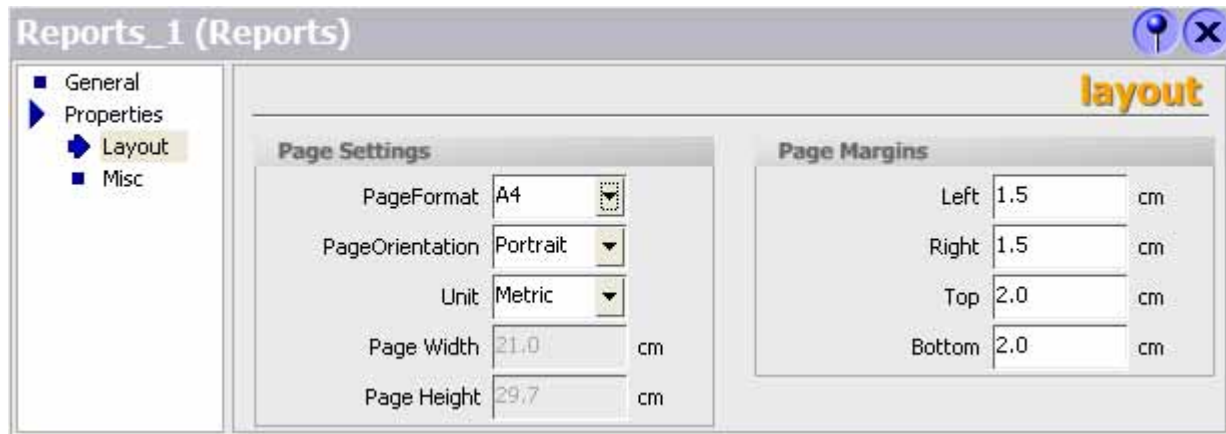 Reports_1 (Reports)
General
Properties
Layout
Misc
layout
Page Settings
PageFormat A4
PageOrientation Portrait
Unit Metric
Page Width 21.0 cm
Page Height 29.7 cm
Page Margins
Left 1.5 cm
Right 1.5 cm
Top 2.0 cm
Bottom 2.0 cm